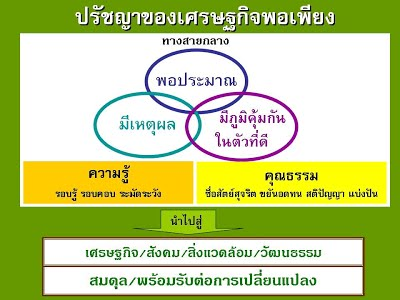 ปรัชญาของเศรษฐกิจพอเพียง
ทางสายกลาง
พอประมาณ
มีเหตุผล
มีภูมิคุ้มกัน
ในตัวที่ดี
ความรู้
รอบรู้ รอบคอบ ระมัดระวัง
คุณธรรม
ซื่อสัตย์สุจริต ขยันอดทน สติปัญญา แบ่งปัน
นำไปสู่
เศรษฐกิจ/สังคม/สิ่งแวดล้อม/วัฒนธรรม
สมดุล/พร้อมรับต่อการเปลี่ยนแปลง